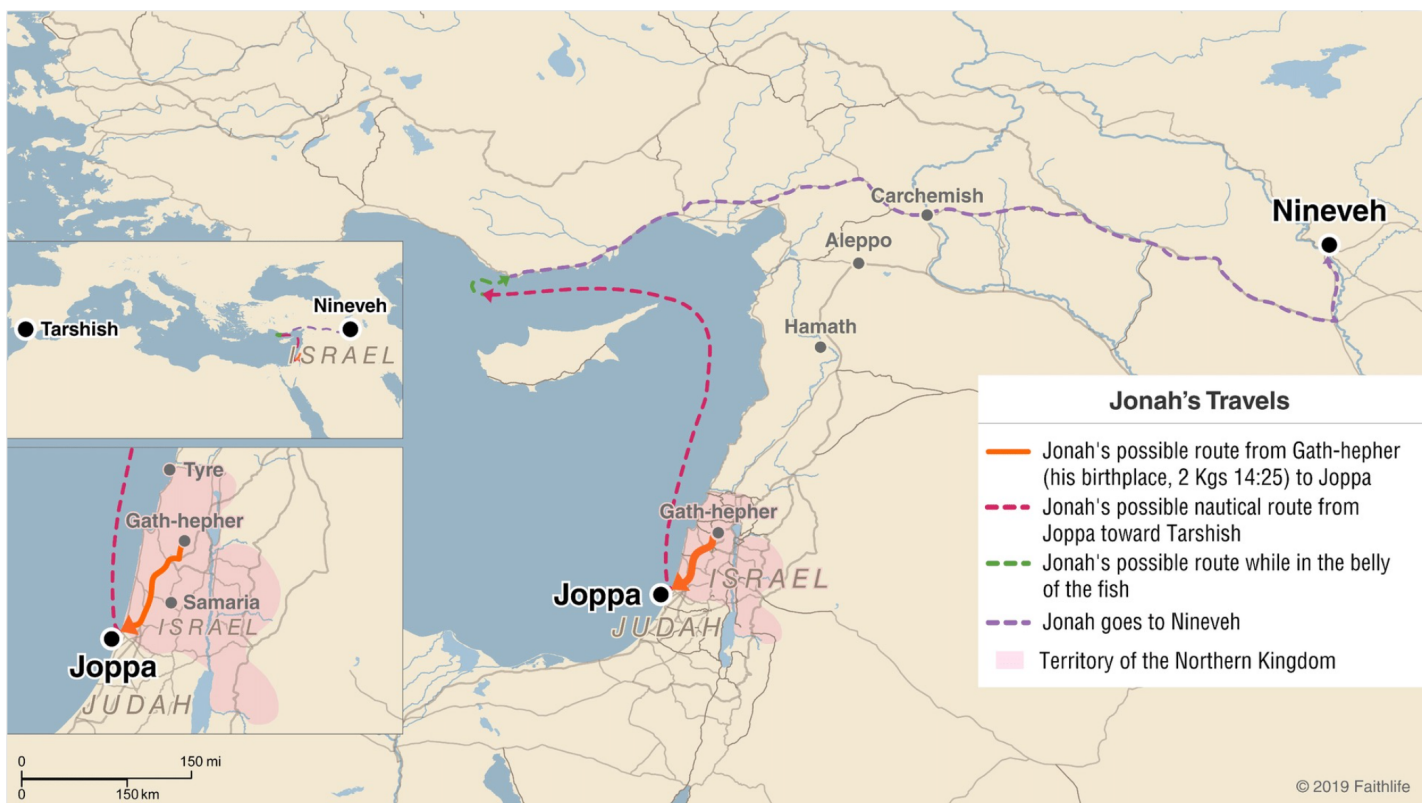 Carchemish
Nineveh
Aleppo
Hamath
Gath-hepher
ISRAEL
Joppa
JUDAH
Nineveh
Tarshish
ISRAEL
Tyre
Gath-hepher
Samaria
ISRAEL
Joppa
JUDAH
0 150 mi
0 150 km
Jonah's Travels
Jonah's possible route from Gath-hepher
(his birthplace, 2 Kgs 14:25) to Joppa
Jonah's possible nautical route from
Joppa toward Tarshish
Jonah's possible route while in the belly
of the fish
Jonah goes to Nineveh
Territory of the Northern Kingdom
© 2019 Faithlife